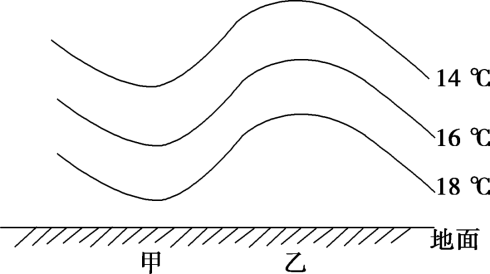 14 ℃
16 ℃
18 ℃
地面
甲 乙